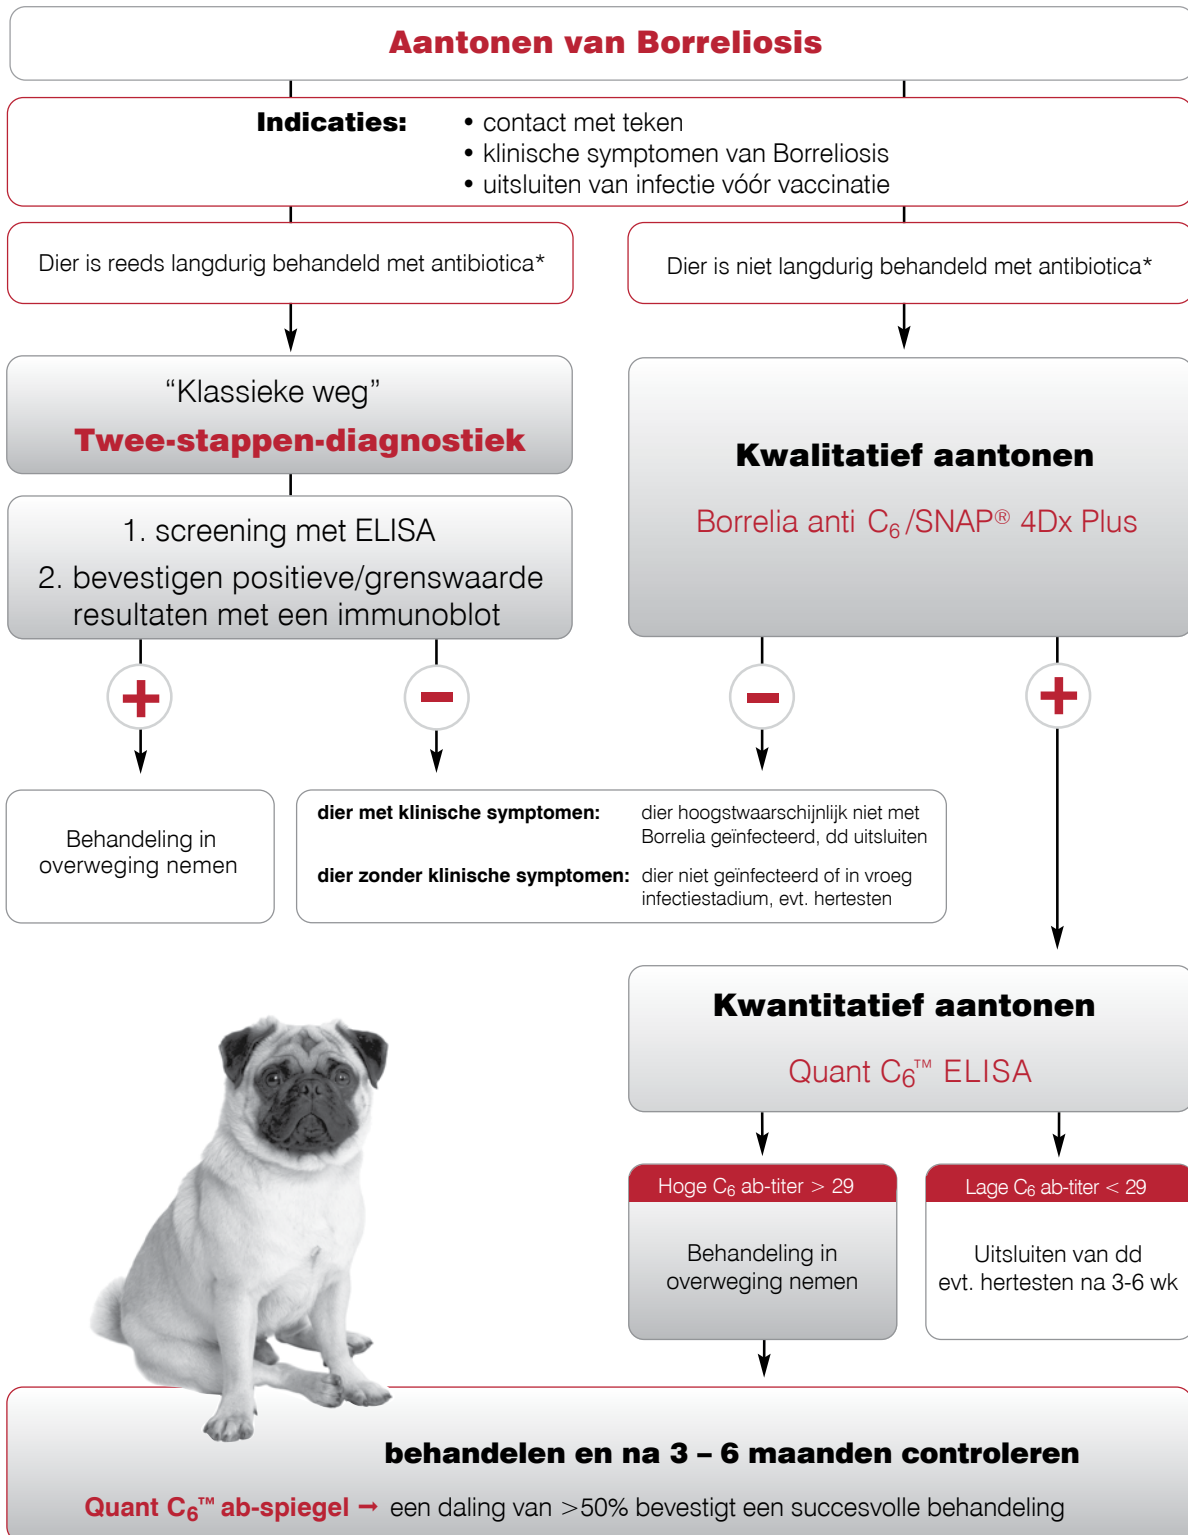 Aantonen van Borreliosis
Indicaties:
• contact met teken
• klinische symptomen van Borreliosis
• uitsluiten van infectie vóór vaccinatie
Dier is reeds langdurig behandeld met antibiotica*
Dier is niet langdurig behandeld met antibiotica*
“Klassieke weg”
Twee-stappen-diagnostiek
1. screening met ELISA
2. bevestigen positieve/grenswaarde
resultaten met een immunoblot
Kwalitatief aantonen
Borrelia anti C₆/SNAP® 4Dx Plus
+
−
−
+
Behandeling in
overweging nemen
dier met klinische symptomen: dier hoogstwaarschijnlijk niet met
Borrelia geïnfecteerd, dd uitsluiten
dier zonder klinische symptomen: dier niet geïnfecteerd of in vroeg
infectiestadium, evt. hertesten
Kwantitatief aantonen
Quant C₆™ ELISA
Hoge C₆ ab-titer > 29
Behandeling in
overweging nemen
Lage C₆ ab-titer < 29
Uitsluiten van dd
evt. hertesten na 3-6 wk
behandelen en na 3 – 6 maanden controleren
Quant C₆™ ab-spiegel → een daling van >50% bevestigt een succesvolle behandeling